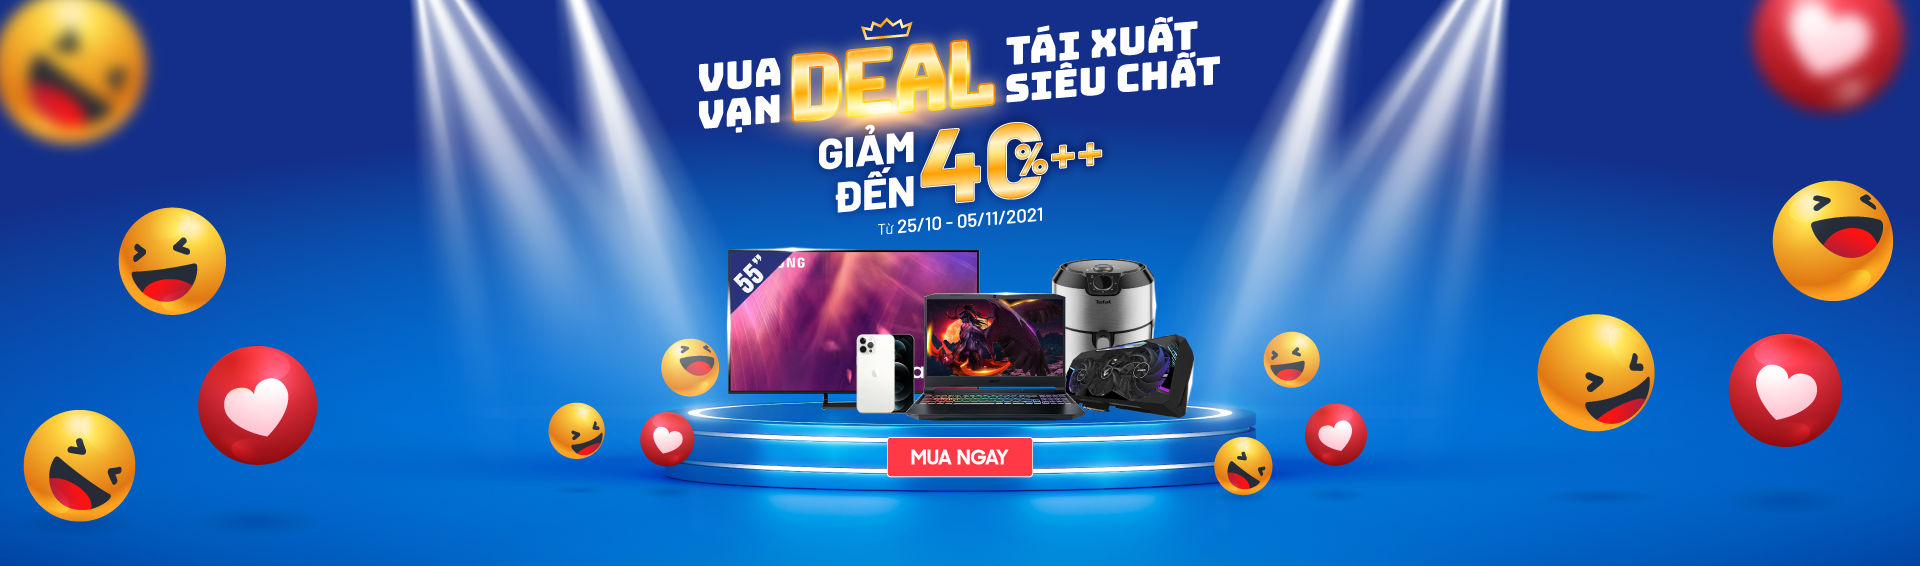 VUA
VẠN
DEAL
TÁI XUẤT
SIÊU CHẤT
GIẢM
ĐẾN
40%++
Từ 25/10 - 05/11/2021
55”
Tefal
MUA NGAY